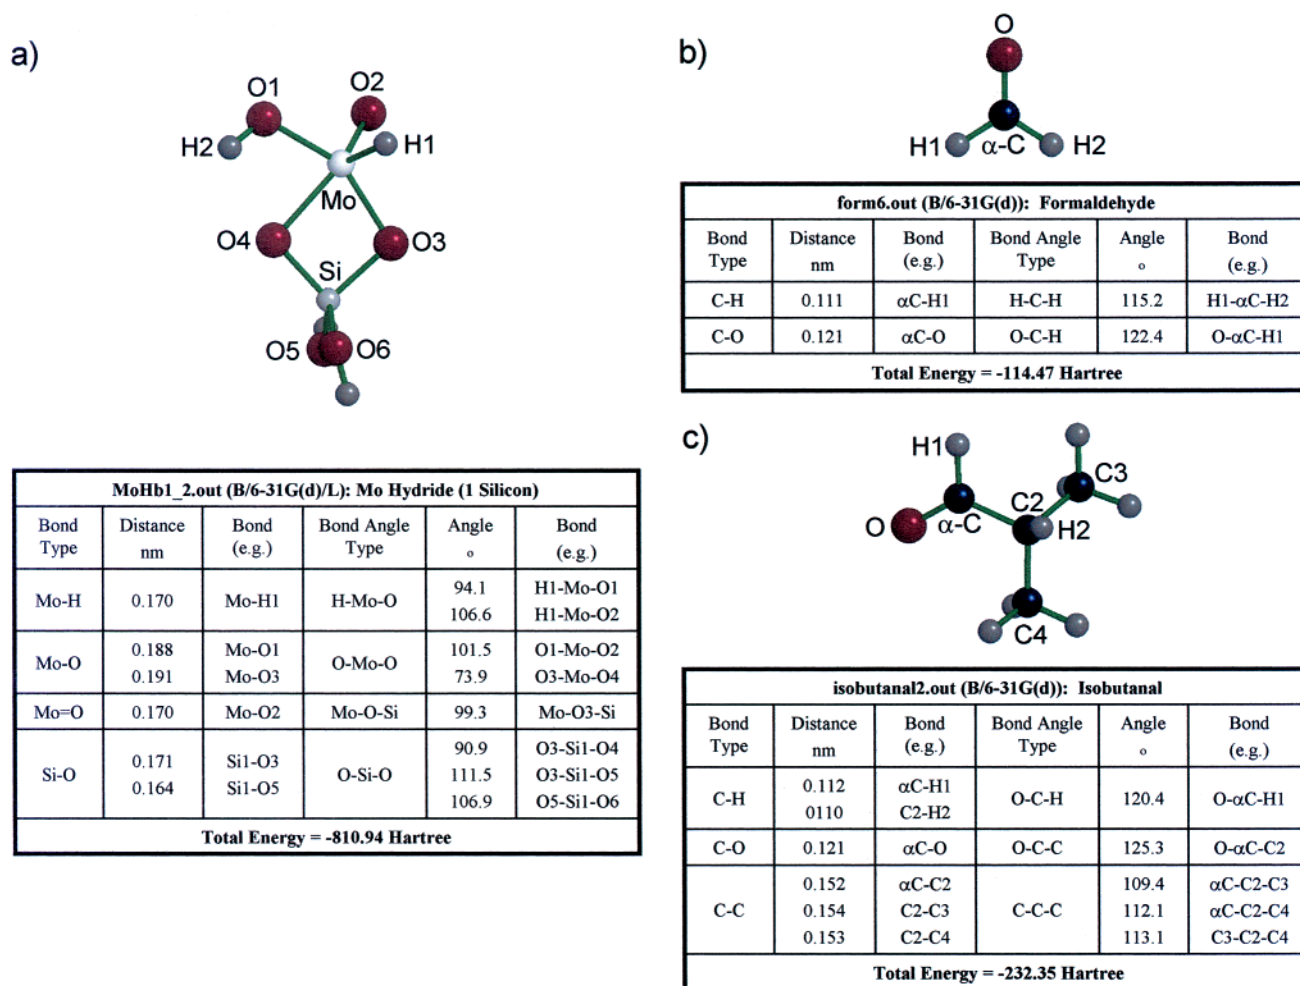 a)
O1
O2
H2
H1
Mo
O4
O3
Si
O5
O6
MoHb1_2.out (B/6-31G(d)/L): Mo Hydride (1 Silicon)
Bond Type Distance nm Bond (e.g.) Bond Angle Type Angle o Bond (e.g.)
Mo-H 0.170 Mo-H1 H-Mo-O 94.1 H1-Mo-O1
106.6 H1-Mo-O2
Mo-O 0.188 Mo-O1 O-Mo-O 101.5 O1-Mo-O2
0.191 Mo-O3 73.9 O3-Mo-O4
Mo=O 0.170 Mo-O2 Mo-O-Si 99.3 Mo-O3-Si
Si-O 0.171 Si1-O3 O-Si-O 90.9 O3-Si1-O4
0.164 Si1-O5 111.5 O3-Si1-O5
106.9 O5-Si1-O6
Total Energy = -810.94 Hartree
b)
O
H1
α-C
H2
form6.out (B/6-31G(d)): Formaldehyde
Bond Type Distance nm Bond (e.g.) Bond Angle Type Angle o Bond (e.g.)
C-H 0.111 αC-H1 H-C-H 115.2 H1-αC-H2
C-O 0.121 αC-O O-C-H 122.4 O-αC-H1
Total Energy = -114.47 Hartree
c)
H1
C3
C2
α-C
O
H2
C4
isobutanal2.out (B/6-31G(d)): Isobutanal
Bond Type Distance nm Bond (e.g.) Bond Angle Type Angle o Bond (e.g.)
C-H 0.112 αC-H1 O-C-H 120.4 O-αC-H1
0110 C2-H2
C-O 0.121 αC-O O-C-C 125.3 O-αC-C2
C-C 0.152 αC-C2 C-C-C 109.4 αC-C2-C3
0.154 C2-C3 112.1 αC-C2-C4
0.153 C2-C4 113.1 C3-C2-C4
Total Energy = -232.35 Hartree